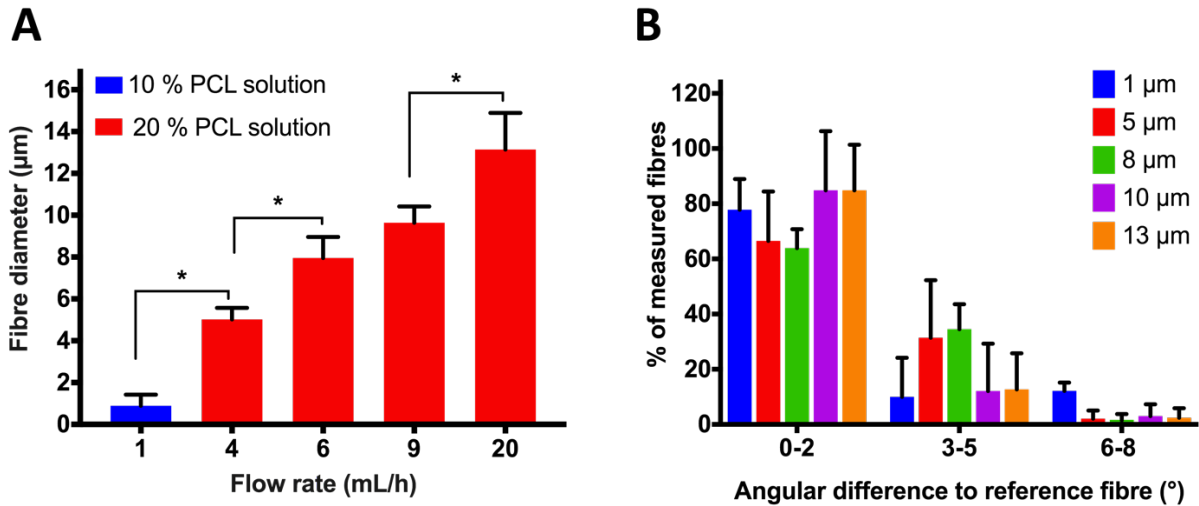 A
Fibre diameter (µm)
16
14
12
10
8
6
4
2
0
10 % PCL solution
20 % PCL solution
*
*
*
1 4 6 9 20
Flow rate (mL/h)
B
% of measured fibres
120
100
80
60
40
20
0
1 µm
5 µm
8 µm
10 µm
13 µm
0-2 3-5 6-8
Angular difference to reference fibre (°)